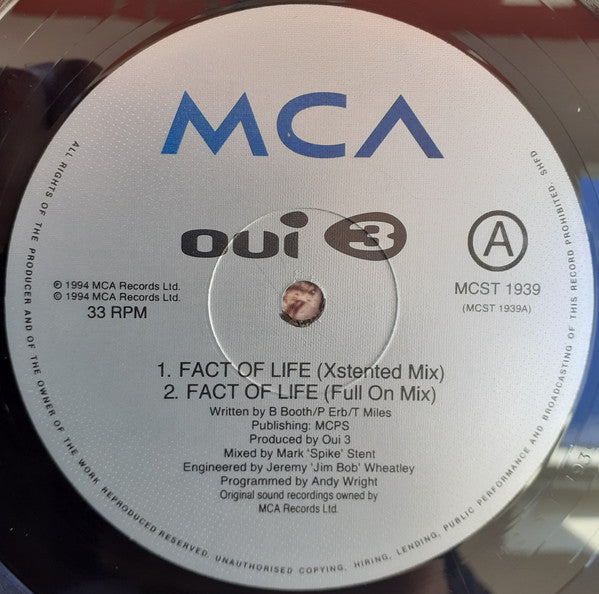 MCA
oui 3
A
℗ 1994 MCA Records Ltd.
© 1994 MCA Records Ltd.
33 RPM
MCST 1939
(MCST 1939A)
1. FACT OF LIFE (Xstented Mix)
2. FACT OF LIFE (Full On Mix)
Written by B Booth/P Erb/T Miles
Publishing: MCPS
Produced by Oui 3
Mixed by Mark 'Spike' Stent
Engineered by Jeremy 'Jim Bob' Wheatley
Programmed by Andy Wright
Original sound recordings owned by
MCA Records Ltd.
ALL RIGHTS OF THE PRODUCER AND OF THE OWNER OF THE WORK REPRODUCED RESERVED. UNAUTHORISED COPYING, HIRING, LENDING, PUBLIC PERFORMANCE AND BROADCASTING OF THIS RECORD PROHIBITED. SHFD